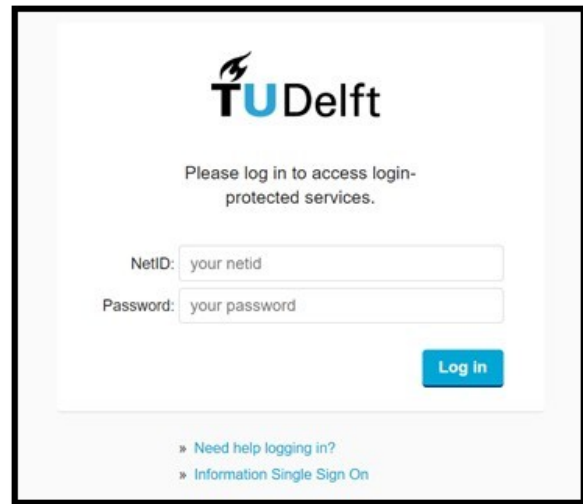 TUDelft
Please log in to access login-
protected services.
NetID: your netid
Password: your password
Log in
» Need help logging in?
» Information Single Sign On